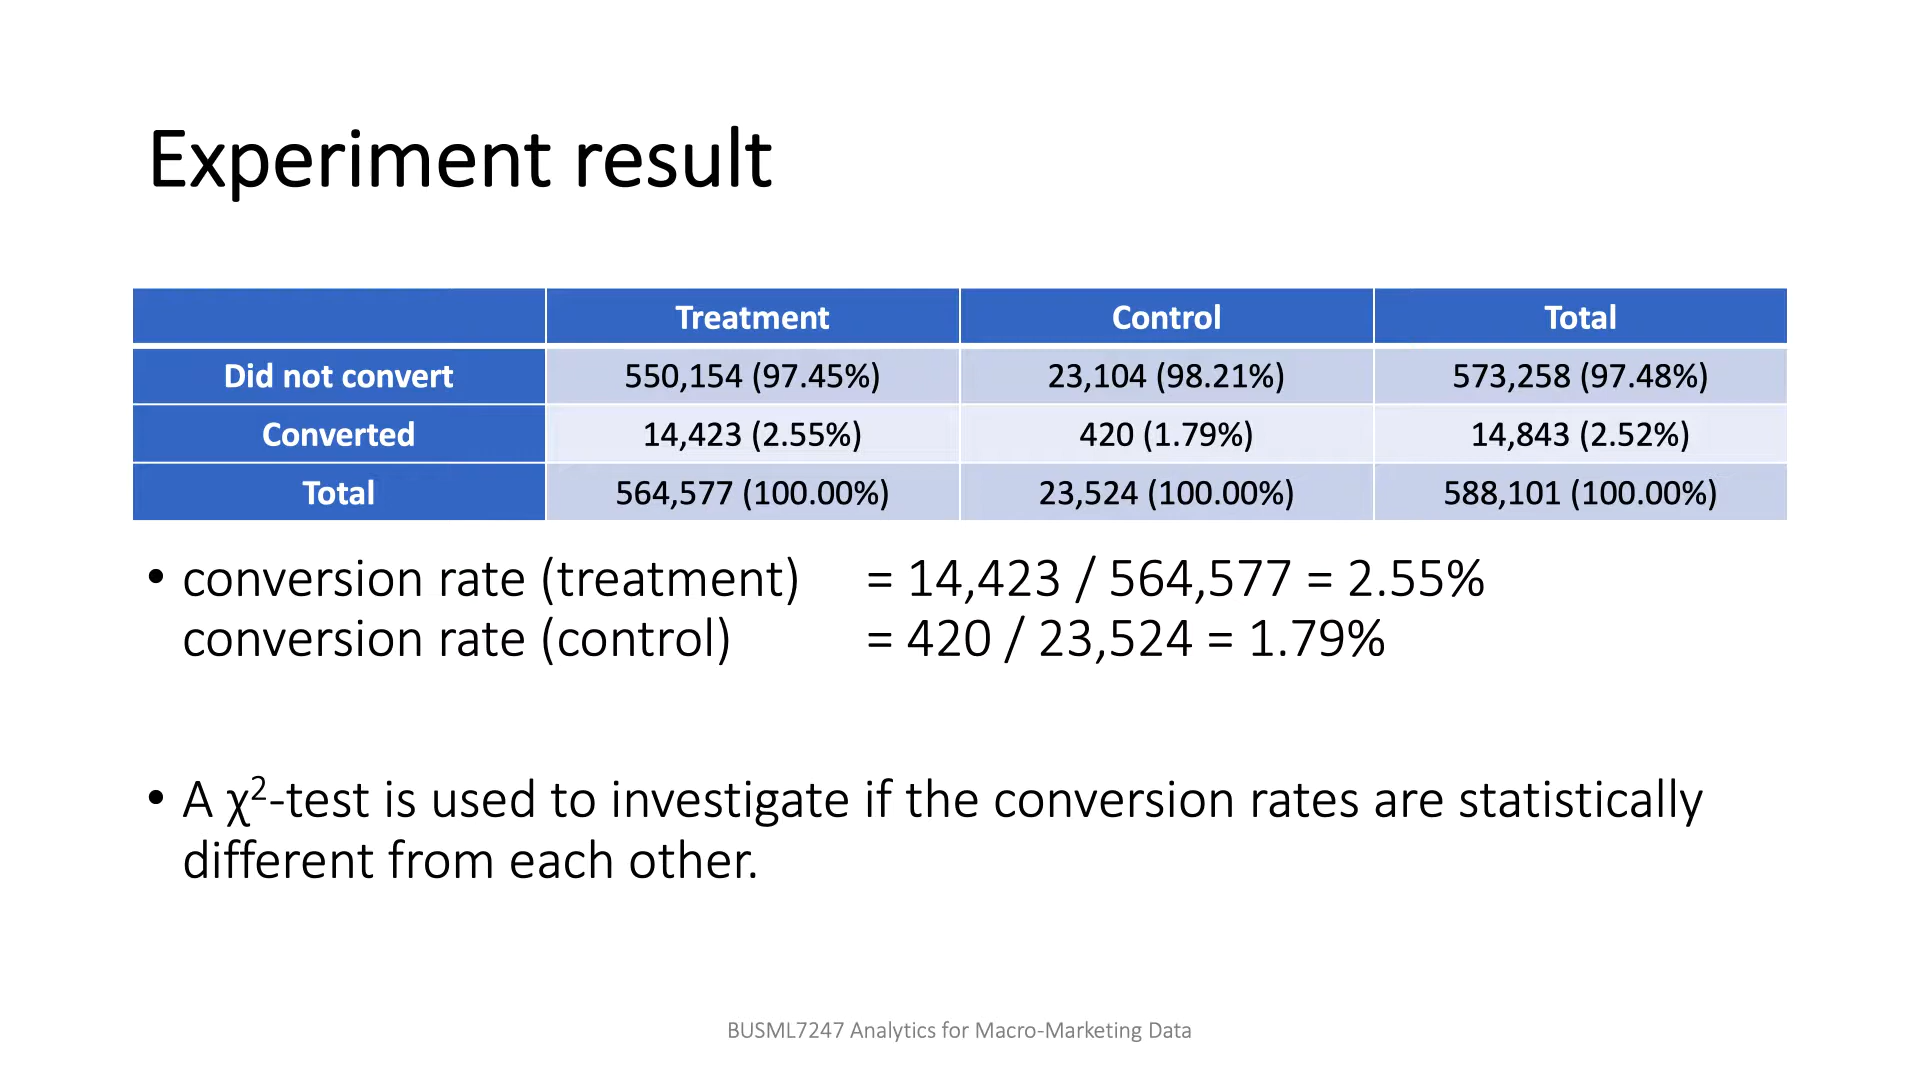 Experiment result
Treatment Control Total
Did not convert 550,154 (97.45%) 23,104 (98.21%) 573,258 (97.48%)
Converted 14,423 (2.55%) 420 (1.79%) 14,843 (2.52%)
Total 564,577 (100.00%) 23,524 (100.00%) 588,101 (100.00%)
• conversion rate (treatment) = 14,423 / 564,577 = 2.55%
conversion rate (control) = 420 / 23,524 = 1.79%
• A χ²-test is used to investigate if the conversion rates are statistically
different from each other.
BUSML7247 Analytics for Macro-Marketing Data